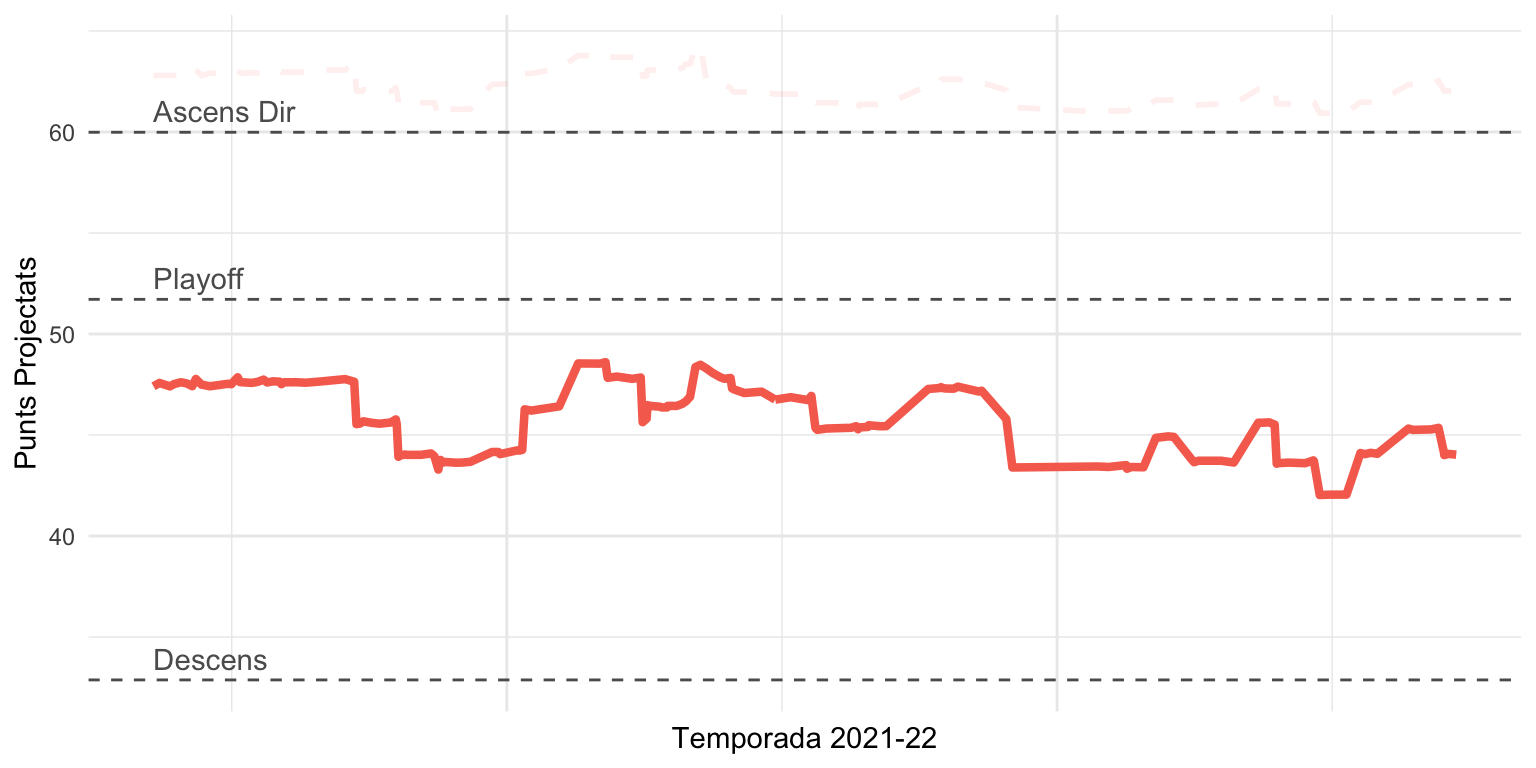 Ascens Dir
60
Playoff
50
40
Descens
Punts Projectats
Temporada 2021-22